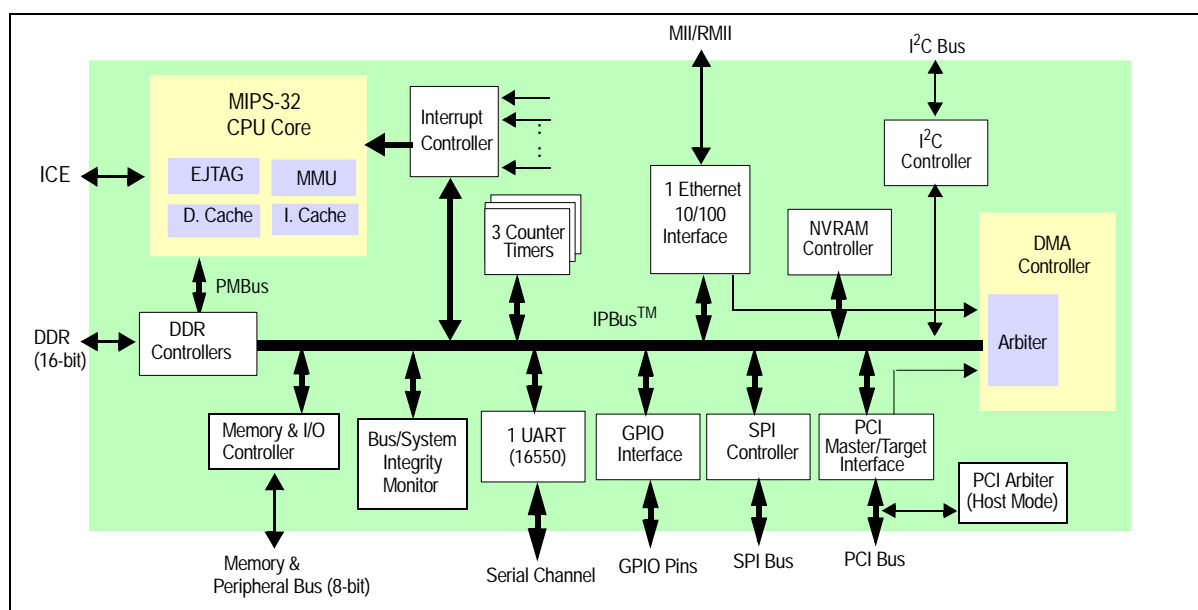 MII/RMII
I²C Bus
MIPS-32
CPU Core
EJTAG
MMU
D. Cache
I. Cache
ICE
Interrupt
Controller
I²C
Controller
1 Ethernet
10/100
Interface
3 Counter
Timers
NVRAM
Controller
DMA
Controller
Arbiter
PMBus
IPBus™
DDR
(16-bit)
DDR
Controllers
Memory & I/O
Controller
Bus/System
Integrity
Monitor
1 UART
(16550)
GPIO
Interface
SPI
Controller
PCI
Master/Target
Interface
PCI Arbiter
(Host Mode)
Memory &
Peripheral Bus (8-bit)
Serial Channel
GPIO Pins
SPI Bus
PCI Bus